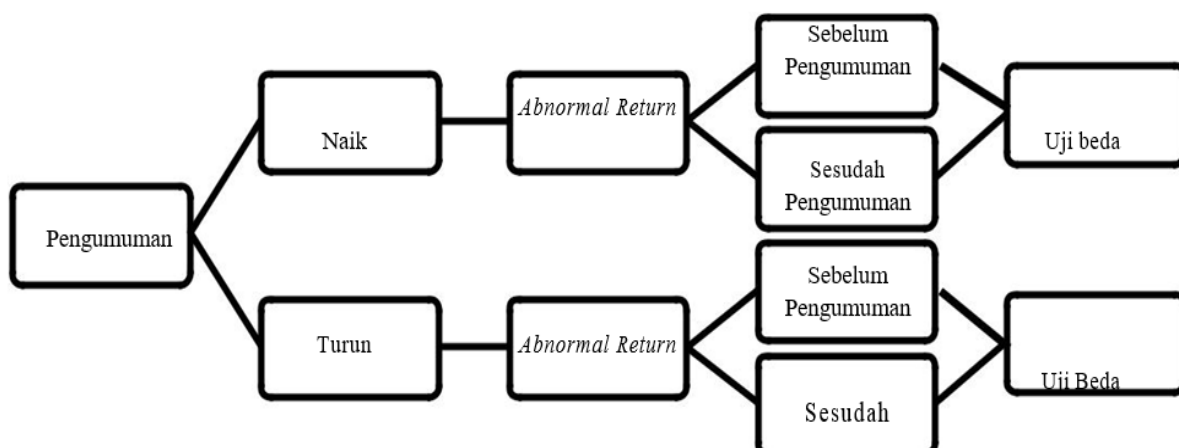 Pengumuman
Naik
Abnormal Return
Sebelum
Pengumuman
Sesudah
Pengumuman
Uji beda
Turun
Abnormal Return
Sebelum
Pengumuman
Sesudah
Uji Beda